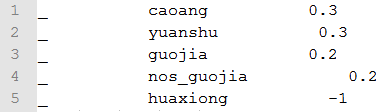 1 _ caoang 0.3
2 _ yuanshu 0.3
3 _ guojia 0.2
4 _ nos_guojia 0.2
5 _ huaxiong -1